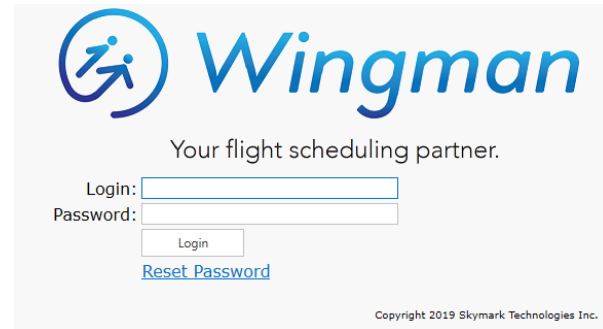 Wingman
Your flight scheduling partner.
Login:
Password:
Login
Reset Password
Copyright 2019 Skymark Technologies Inc.